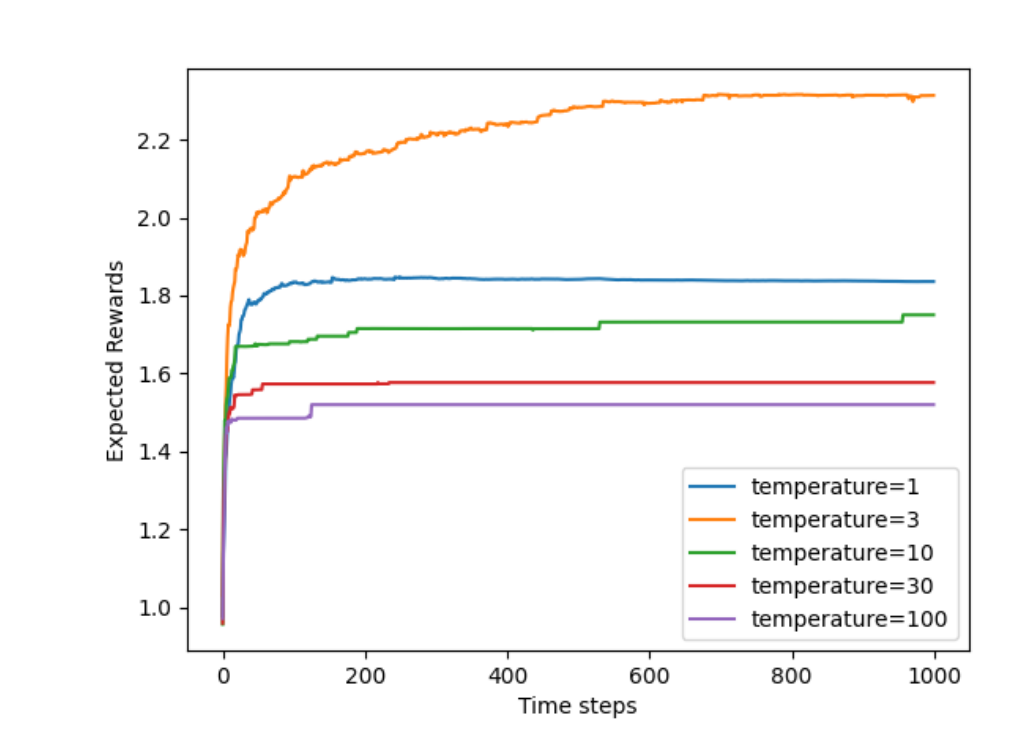 2.2
2.0
1.8
1.6
1.4
1.2
1.0
Expected Rewards
0 200 400 600 800 1000
Time steps
temperature=1
temperature=3
temperature=10
temperature=30
temperature=100